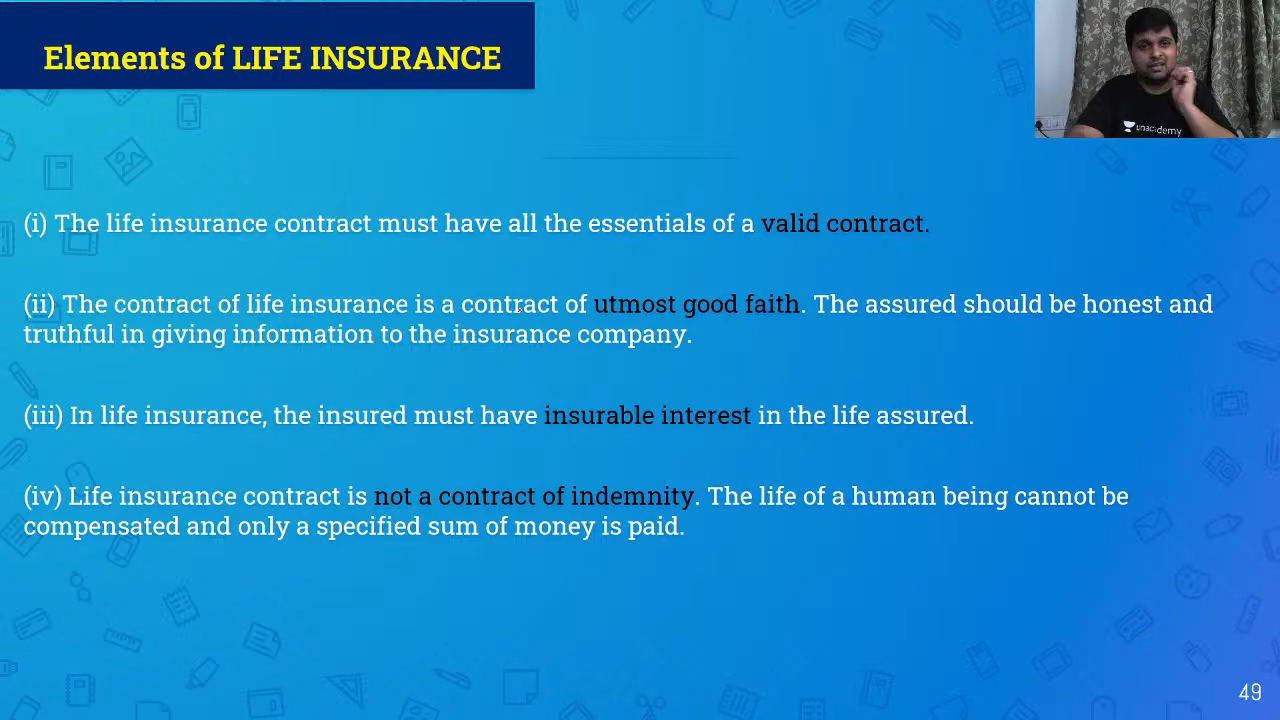 Elements of LIFE INSURANCE
unacademy
(i) The life insurance contract must have all the essentials of a valid contract.
(ii) The contract of life insurance is a contract of utmost good faith. The assured should be honest and
truthful in giving information to the insurance company.
(iii) In life insurance, the insured must have insurable interest in the life assured.
(iv) Life insurance contract is not a contract of indemnity. The life of a human being cannot be
compensated and only a specified sum of money is paid.
49